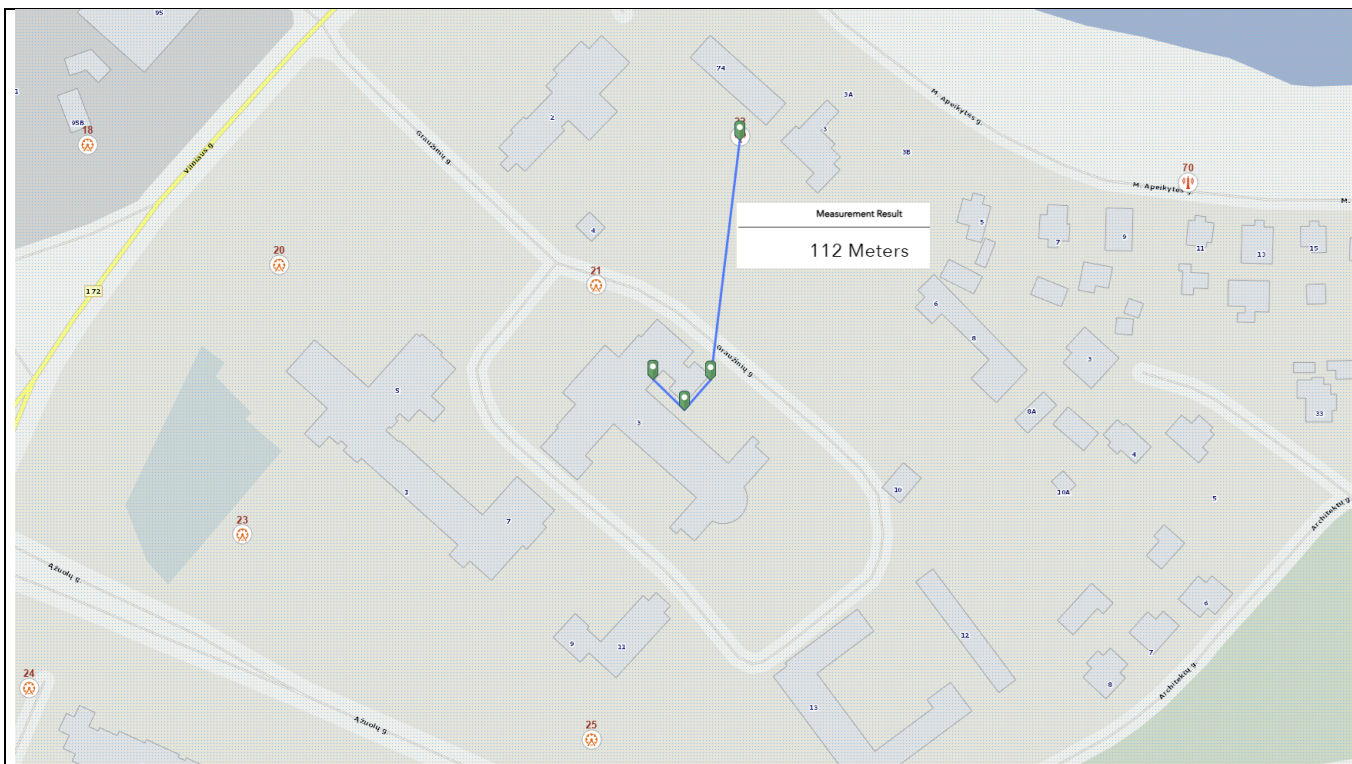 95
1
95B
18
Vilniaus g.
172
20
Graužinių g.
2
4
21
74
22
3A
3
3B
M. Apeikytės g.
70
M. Apeikytės g.
M.
Measurement Result
112 Meters
5
7
9
11
13
15
6
8
3
Graužinių g.
5
3
3
7
8A
4
33
10
10A
5
Architektų g.
23
Ąžuolų g.
9
11
12
13
6
7
8
Architektų g.
24
Ąžuolų g.
25